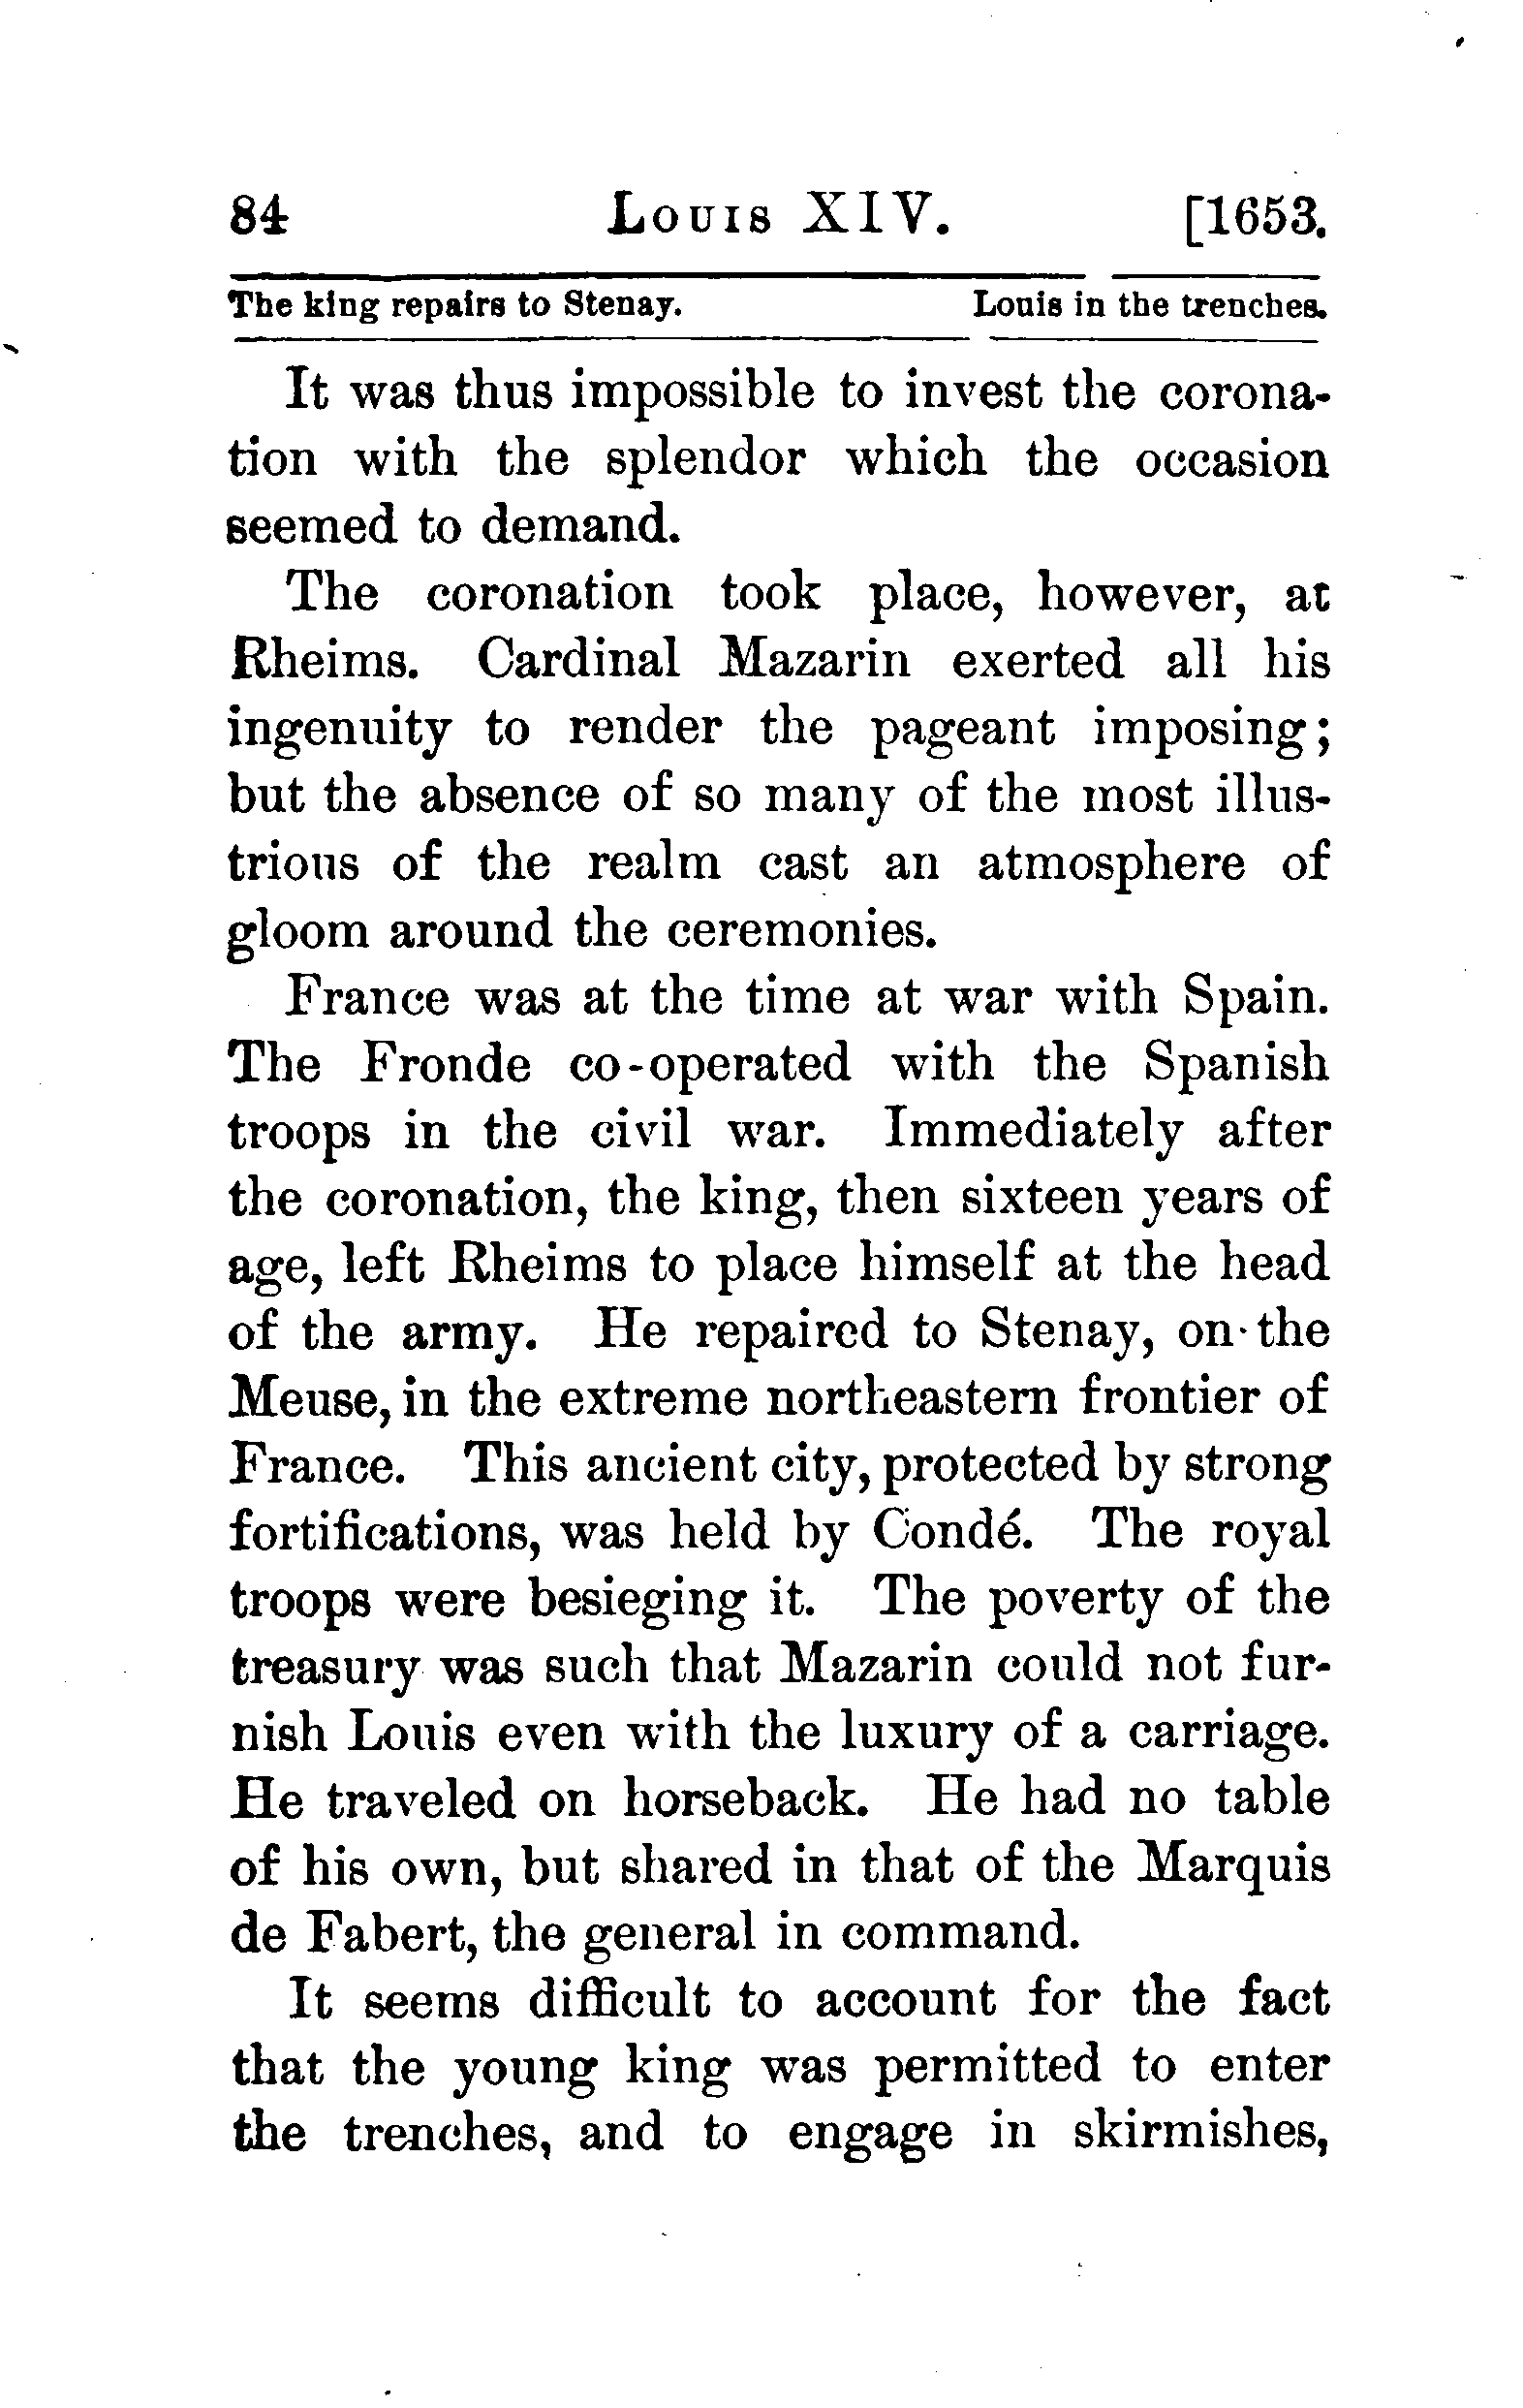 84 Louis XIV. [1653.
The king repairs to Stenay. Louis in the trenches.
It was thus impossible to invest the corona-
tion with the splendor which the occasion
seemed to demand.
The coronation took place, however, at
Rheims. Cardinal Mazarin exerted all his
ingenuity to render the pageant imposing;
but the absence of so many of the most illus-
trious of the realm cast an atmosphere of
gloom around the ceremonies.
France was at the time at war with Spain.
The Fronde co-operated with the Spanish
troops in the civil war. Immediately after
the coronation, the king, then sixteen years of
age, left Rheims to place himself at the head
of the army. He repaired to Stenay, on the
Meuse, in the extreme northeastern frontier of
France. This ancient city, protected by strong
fortifications, was held by Condé. The royal
troops were besieging it. The poverty of the
treasury was such that Mazarin could not fur-
nish Louis even with the luxury of a carriage.
He traveled on horseback. He had no table
of his own, but shared in that of the Marquis
de Fabert, the general in command.
It seems difficult to account for the fact
that the young king was permitted to enter
the trenches, and to engage in skirmishes,